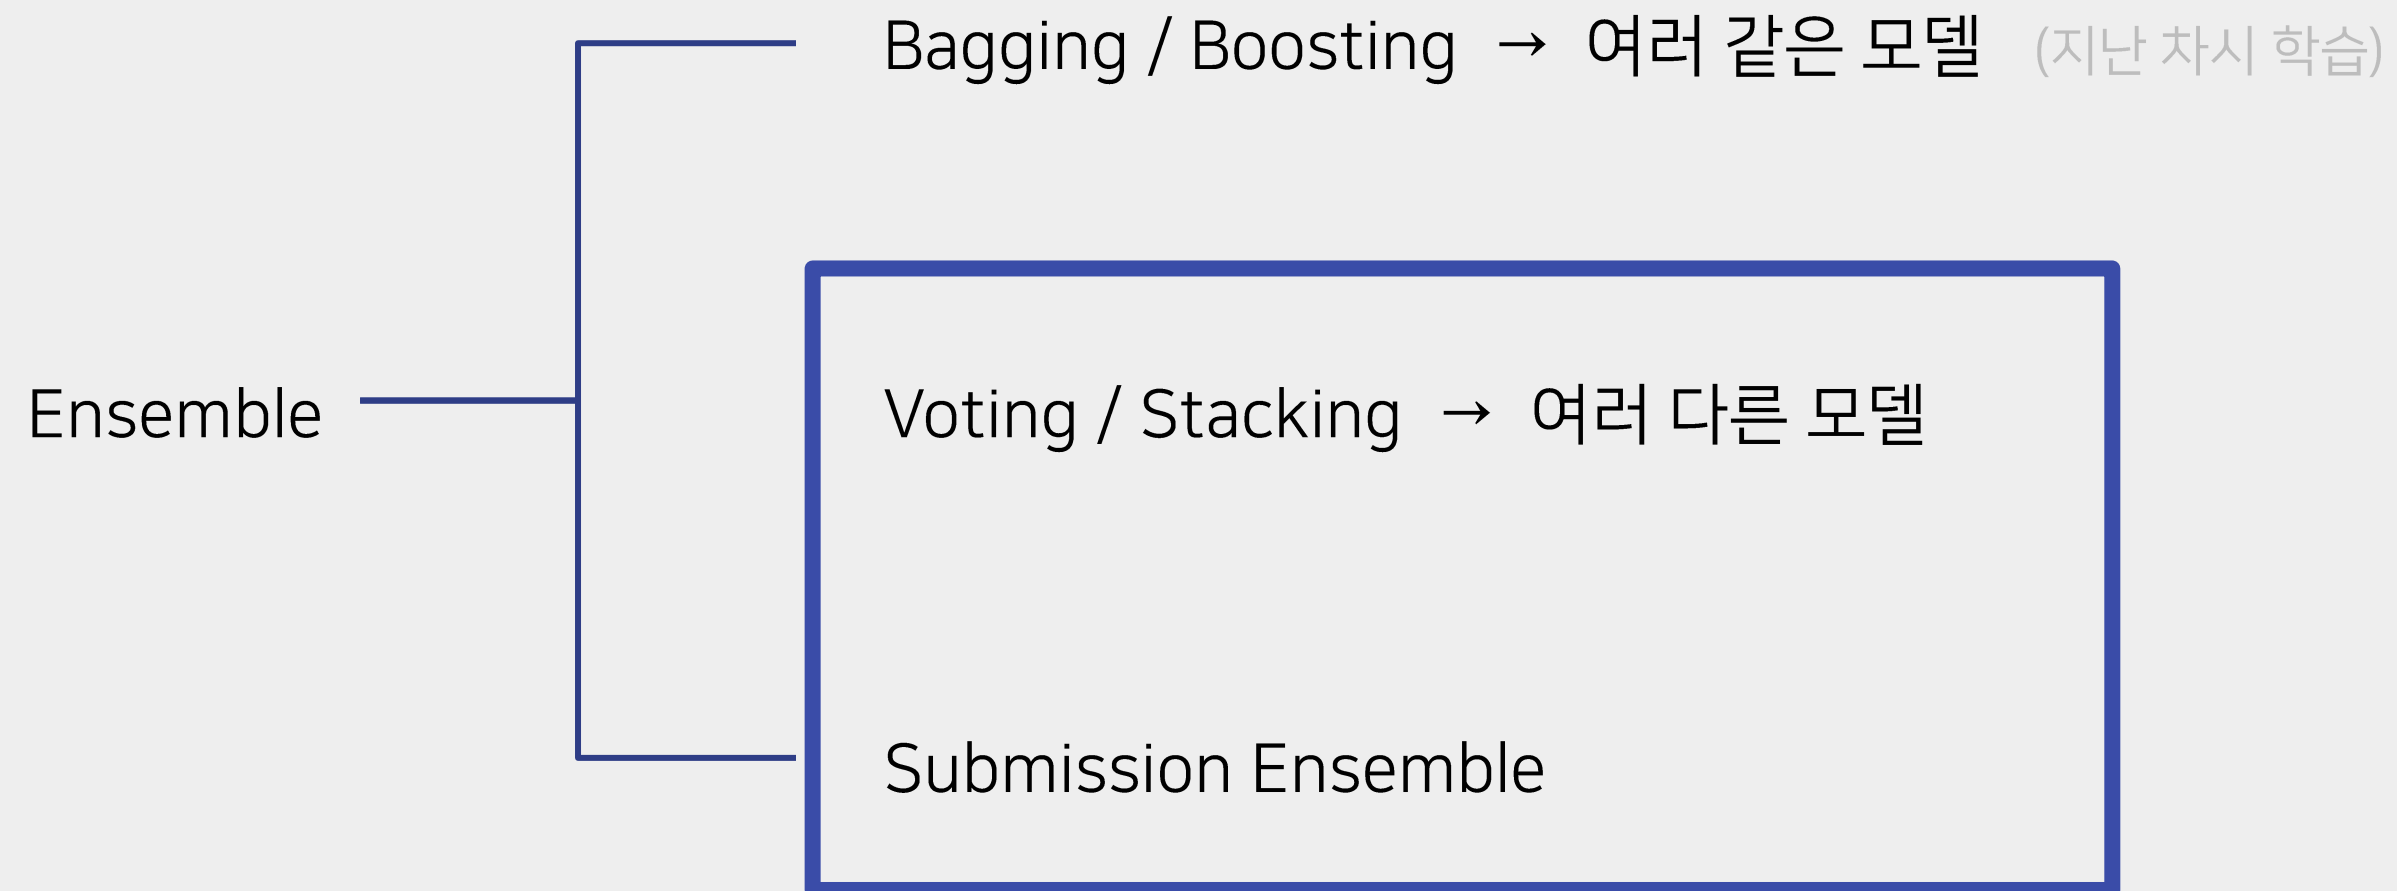 Bagging / Boosting → 여러 같은 모델 (지난 차시 학습)
Ensemble
Voting / Stacking → 여러 다른 모델
Submission Ensemble